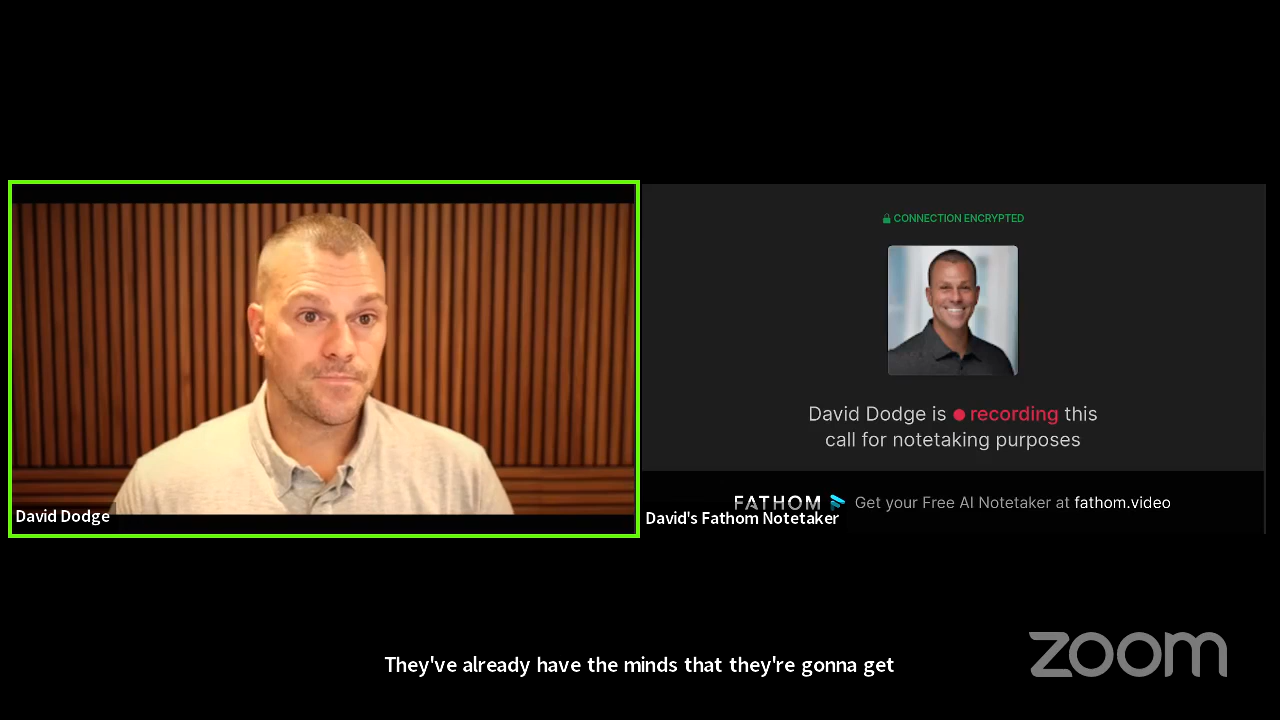 CONNECTION ENCRYPTED
David Dodge is recording this
call for notetaking purposes
FATHOM Get your Free AI Notetaker at fathom.video
David Dodge
David's Fathom Notetaker
They've already have the minds that they're gonna get
zoom